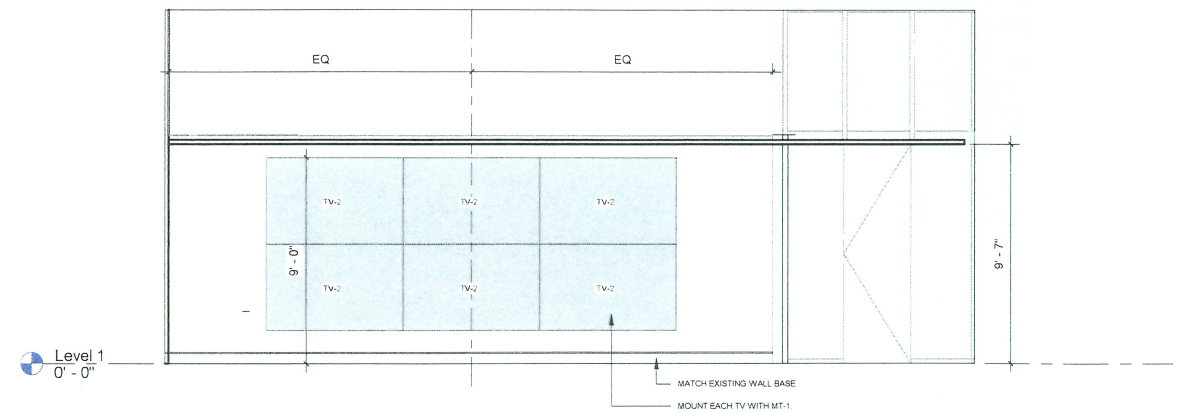 EQ EQ
TV-2 TV-2 TV-2
9' - 0"
9' - 7"
TV-2 TV-2 TV-2
Level 1
0' - 0"
MATCH EXISTING WALL BASE
MOUNT EACH TV WITH MT-1.